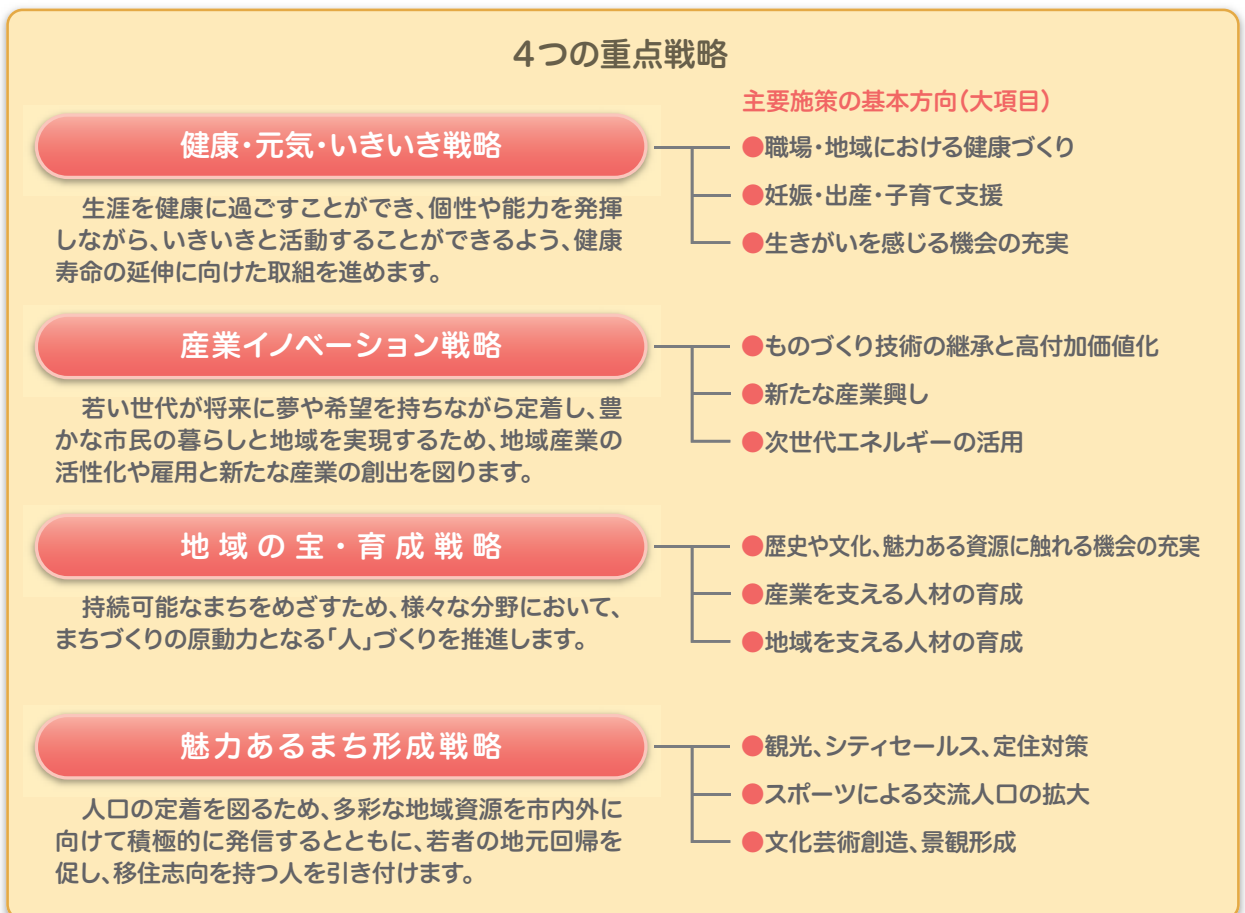 4つの重点戦略
主要施策の基本方向(大項目)
健康・元気・いきいき戦略
生涯を健康に過ごすことができ、個性や能力を発揮
しながら、いきいきと活動することができるよう、健康
寿命の延伸に向けた取組を進めます。
●職場・地域における健康づくり
●妊娠・出産・子育て支援
●生きがいを感じる機会の充実
産業イノベーション戦略
若い世代が将来に夢や希望を持ちながら定着し、豊
かな市民の暮らしと地域を実現するため、地域産業の
活性化や雇用と新たな産業の創出を図ります。
●ものづくり技術の継承と高付加価値化
●新たな産業興し
●次世代エネルギーの活用
地域の宝・育成戦略
持続可能なまちをめざすため、様々な分野において、
まちづくりの原動力となる「人」づくりを推進します。
●歴史や文化、魅力ある資源に触れる機会の充実
●産業を支える人材の育成
●地域を支える人材の育成
魅力あるまち形成戦略
人口の定着を図るため、多彩な地域資源を市内外に
向けて積極的に発信するとともに、若者の地元回帰を
促し、移住志向を持つ人を引き付けます。
●観光、シティセールス、定住対策
●スポーツによる交流人口の拡大
●文化芸術創造、景観形成